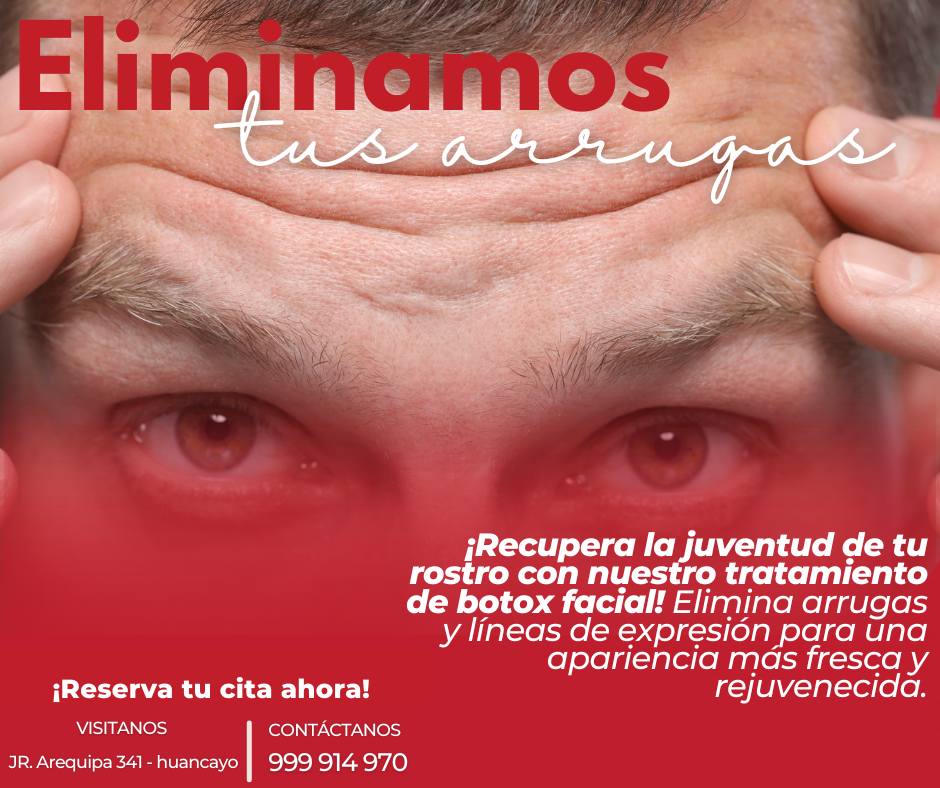 Eliminamos
tus arrugas
¡Recupera la juventud de tu
rostro con nuestro tratamiento
de botox facial! Elimina arrugas
y líneas de expresión para una
apariencia más fresca y
rejuvenecida.
¡Reserva tu cita ahora!
VISITANOS
JR. Arequipa 341 - huancayo
CONTÁCTANOS
999 914 970